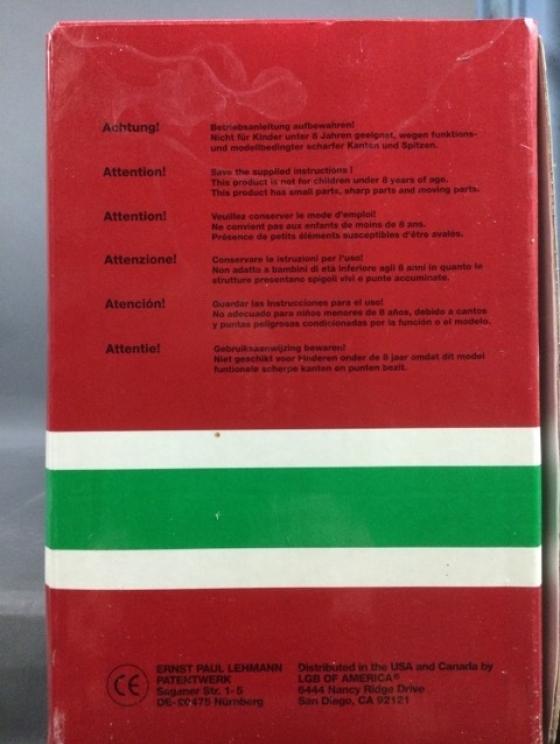 Achtung! Betriebsanleitung aufbewahren!
Nicht für Kinder unter 8 Jahren geeignet, wegen funktions-
und modellbedingter scharfer Kanten und Spitzen.
Attention! Save the supplied instructions !
This product is not for children under 8 years of age.
This product has small parts, sharp parts and moving parts.
Attention! Veuillez conserver le mode d'emploi!
Ne convient pas aux enfants de moins de 8 ans.
Présence de petits éléments susceptibles d'être avalés.
Attenzione! Conservare le istruzioni per l'uso!
Non adatto a bambini di età inferiore agli 8 anni in quanto le
strutture presentano spigoli vivi e punte accuminate.
Atención! Guardar las instrucciones para el uso!
No adecuado para niños menores de 8 años, debido a cantos
y puntas peligrosas condicionadas por la función o el modelo.
Attentie! Gebruiksaanwijzing bewaren!
Niet geschikt voor Hinderen onder de 8 jaar omdat dit model
funtionele scherpe kanten en punten bezit.
CE
ERNST PAUL LEHMANN
PATENTWERK
Saganer Str. 1-5
DE-90475 Nürnberg
Distributed in the USA and Canada by
LGB OF AMERICA®
6444 Nancy Ridge Drive
San Diego, CA 92121